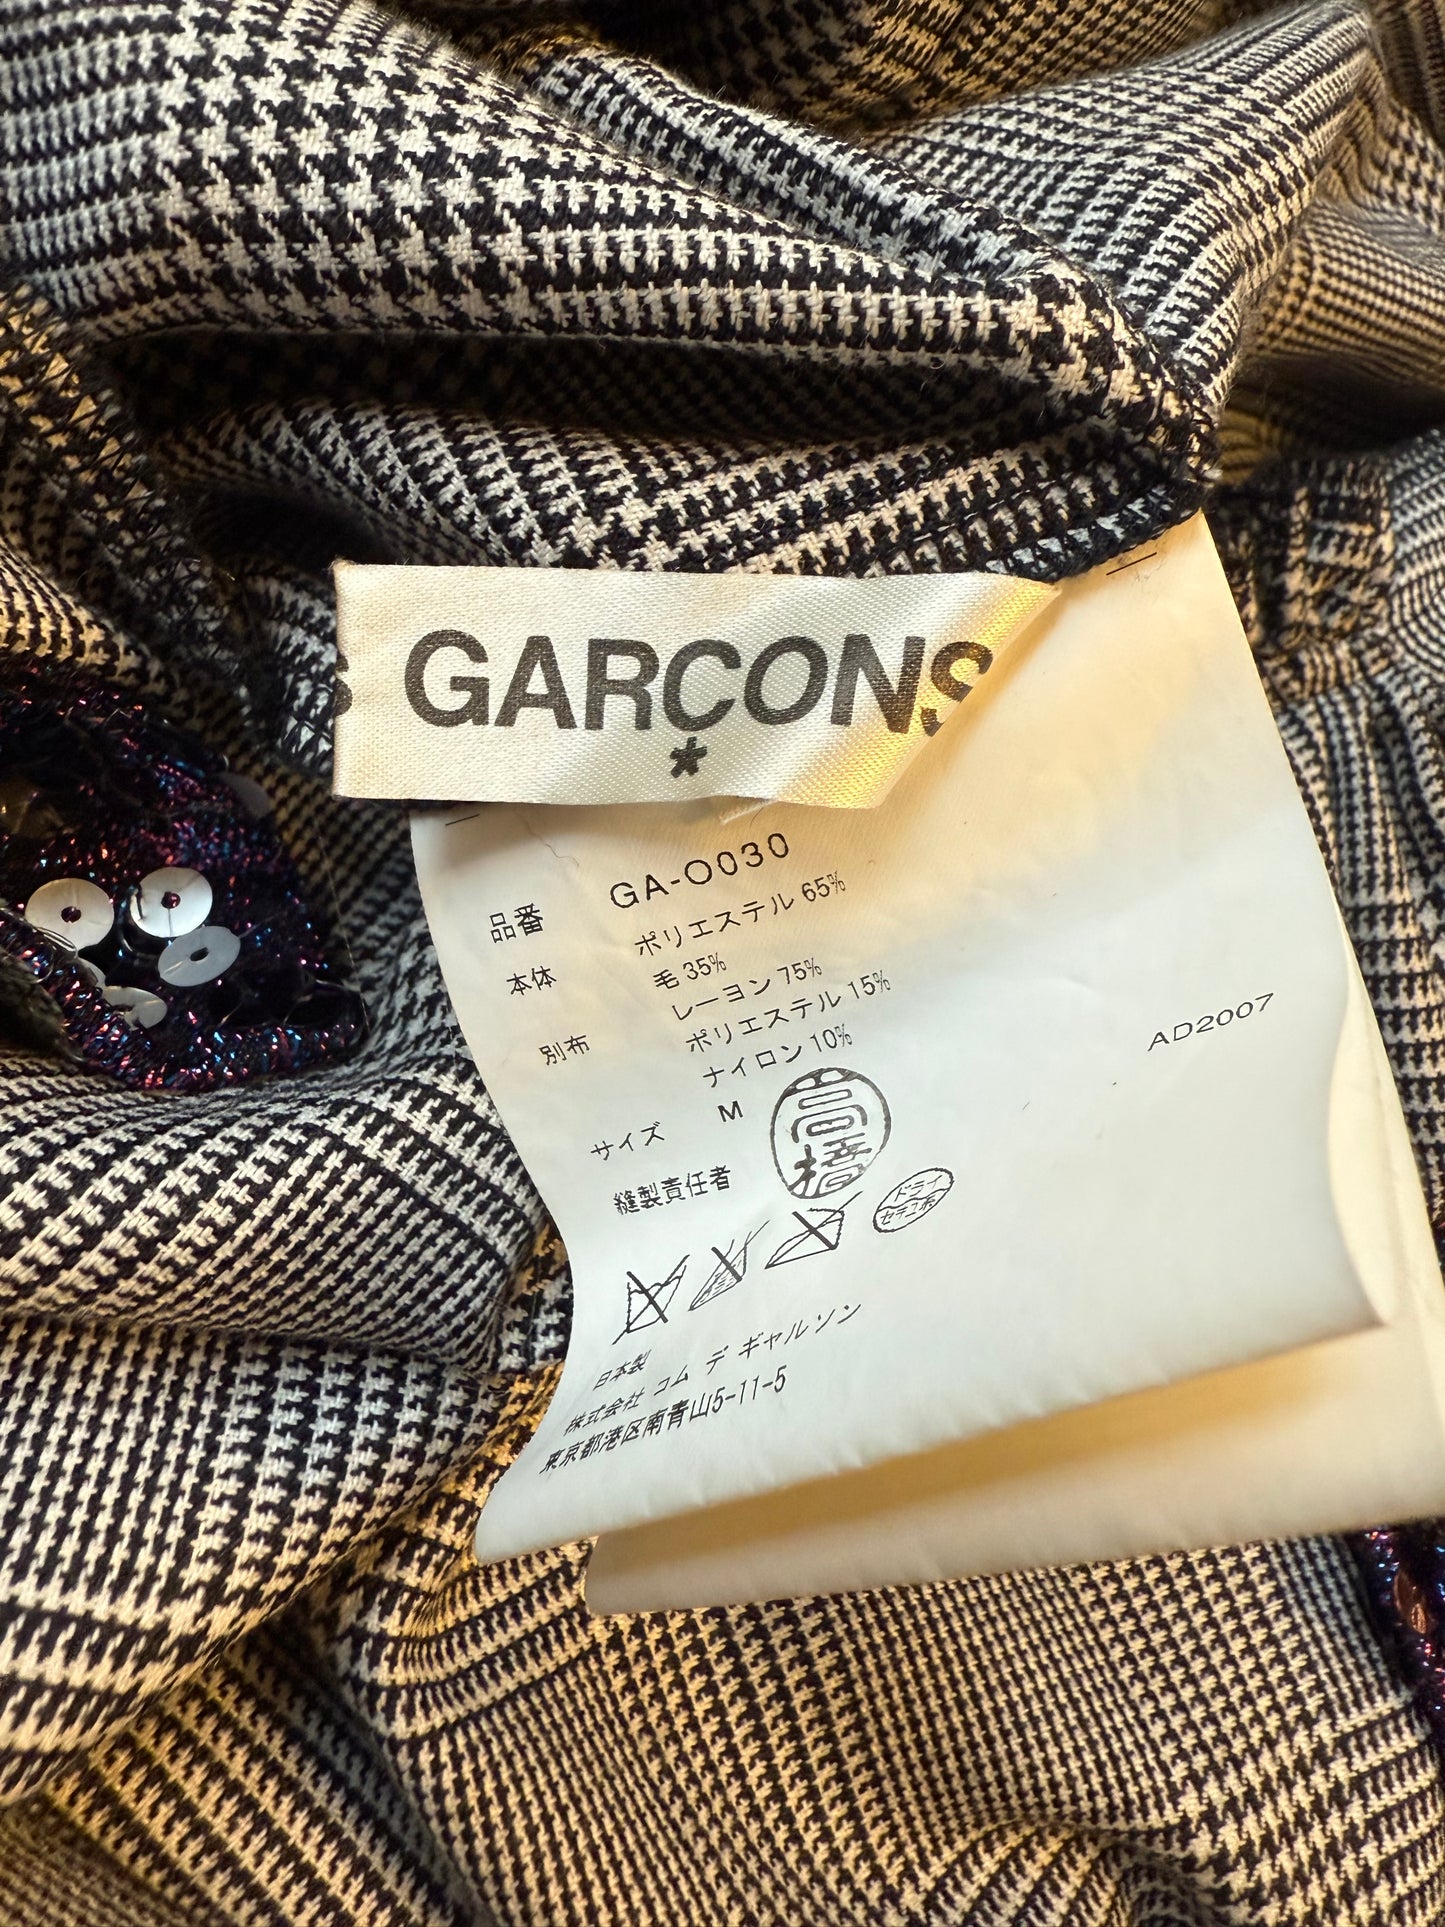 GARÇONS
*
品番 GA-O030
本体 ポリエステル 65%
毛 35%
別布 レーヨン 75%
ポリエステル 15%
ナイロン 10%
サイズ M
縫製責任者 高橋
ドライ
セキユ系
日本製
株式会社 コム デ ギャルソン
東京都港区南青山5-11-5
AD2007